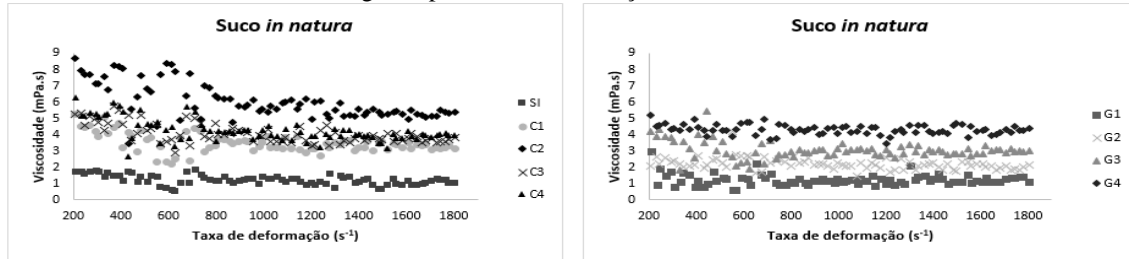 Suco in natura
9
8
7
6
5
4
3
2
1
0
Viscosidade (mPa.s)
200 400 600 800 1000 1200 1400 1600 1800
Taxa de deformação (s⁻¹)
SI
C1
C2
C3
C4
Suco in natura
9
8
7
6
5
4
3
2
1
0
Viscosidade (mPa.s)
200 400 600 800 1000 1200 1400 1600 1800
Taxa de deformação (s⁻¹)
G1
G2
G3
G4